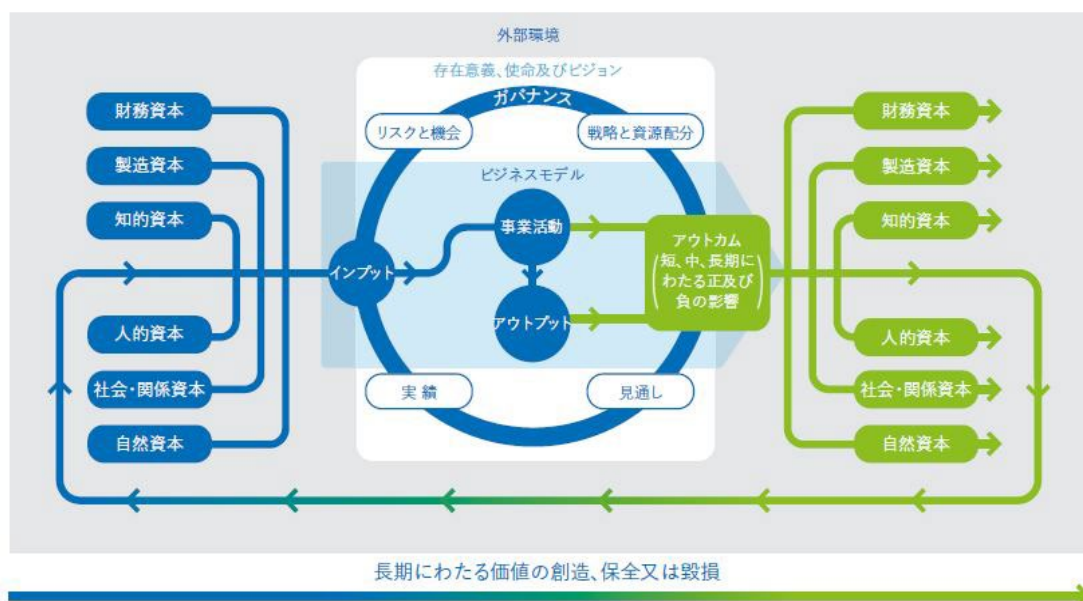 外部環境
存在意義、使命及びビジョン
ガバナンス
リスクと機会
戦略と資源配分
ビジネスモデル
財務資本
製造資本
知的資本
人的資本
社会・関係資本
自然資本
インプット
事業活動
アウトプット
アウトカム
(短、中、長期に
わたる正及び
負の影響)
実績
見通し
財務資本
製造資本
知的資本
人的資本
社会・関係資本
自然資本
長期にわたる価値の創造、保全又は毀損